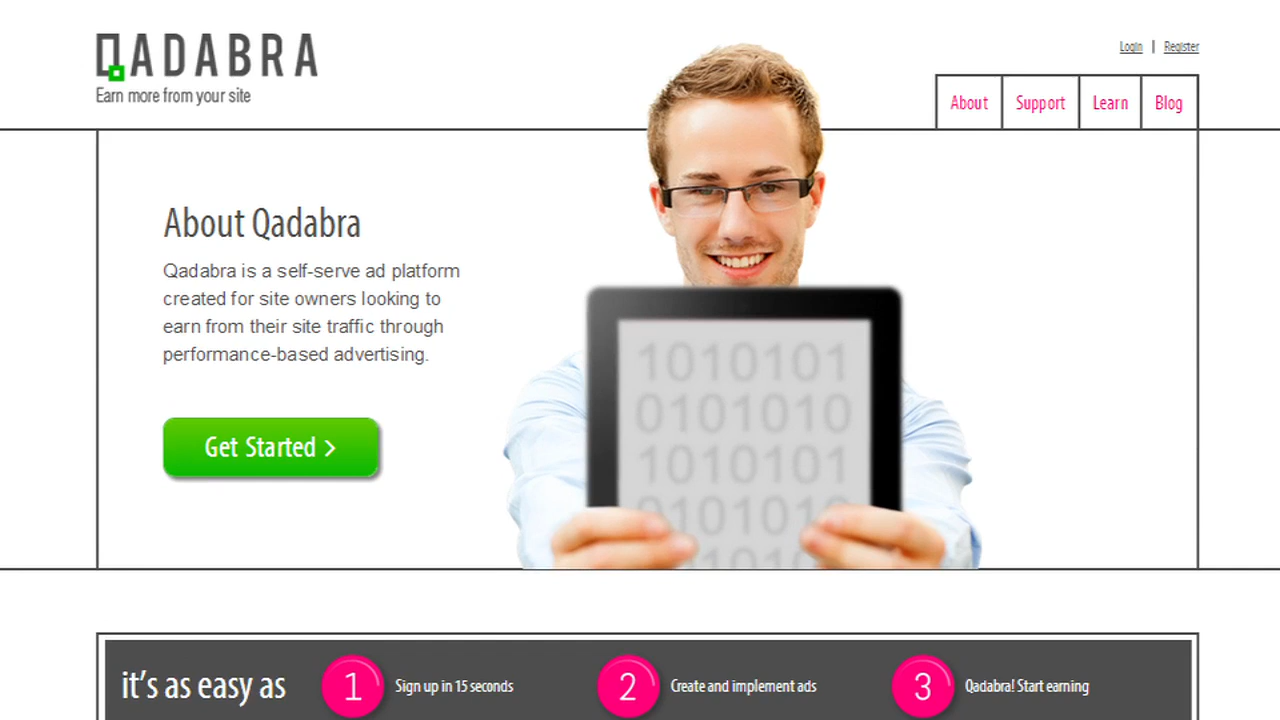 QADABRA
Earn more from your site
Login | Register
About
Support
Learn
Blog
About Qadabra
Qadabra is a self-serve ad platform
created for site owners looking to
earn from their site traffic through
performance-based advertising.
Get Started >
1010101
0101010
1010101
0101010
it's as easy as
1 Sign up in 15 seconds
2 Create and implement ads
3 Qadabra! Start earning